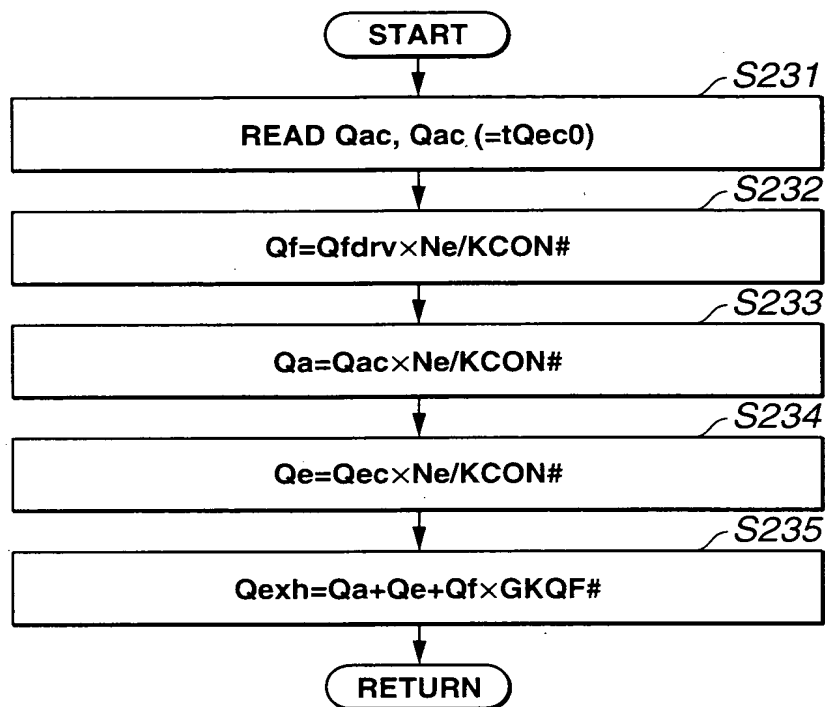 START
S231
READ Qac, Qac (=tQec0)
S232
Qf=Qfdrv×Ne/KCON#
S233
Qa=Qac×Ne/KCON#
S234
Qe=Qec×Ne/KCON#
S235
Qexh=Qa+Qe+Qf×GKQF#
RETURN